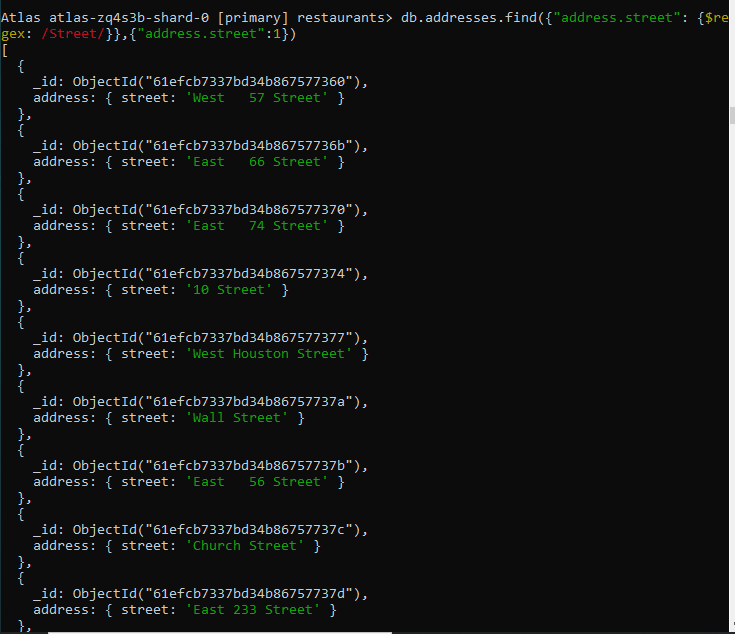 Atlas atlas-zq4s3b-shard-0 [primary] restaurants> db.addresses.find({"address.street": {$re
gex: /Street/}},{"address.street":1})
[
  {
    _id: ObjectId("61efcb7337bd34b867577360"),
    address: { street: 'West   57 Street' }
  },
  {
    _id: ObjectId("61efcb7337bd34b86757736b"),
    address: { street: 'East   66 Street' }
  },
  {
    _id: ObjectId("61efcb7337bd34b867577370"),
    address: { street: 'East   74 Street' }
  },
  {
    _id: ObjectId("61efcb7337bd34b867577374"),
    address: { street: '10 Street' }
  },
  {
    _id: ObjectId("61efcb7337bd34b867577377"),
    address: { street: 'West Houston Street' }
  },
  {
    _id: ObjectId("61efcb7337bd34b86757737a"),
    address: { street: 'Wall Street' }
  },
  {
    _id: ObjectId("61efcb7337bd34b86757737b"),
    address: { street: 'East   56 Street' }
  },
  {
    _id: ObjectId("61efcb7337bd34b86757737c"),
    address: { street: 'Church Street' }
  },
  {
    _id: ObjectId("61efcb7337bd34b86757737d"),
    address: { street: 'East 233 Street' }
  },